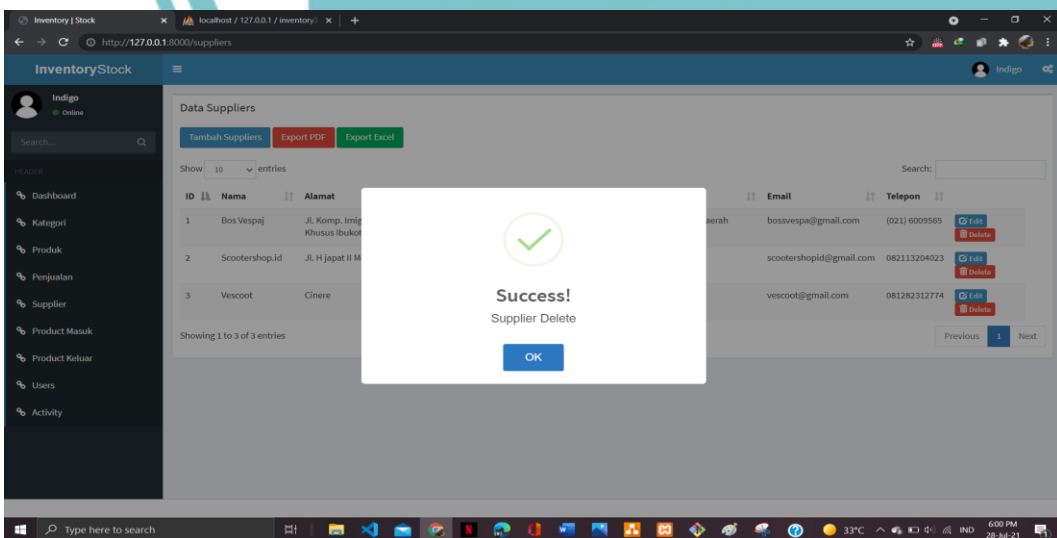 Inventory | Stock
localhost / 127.0.0.1 / inventory
http://127.0.0.1:8000/suppliers
OFF
InventoryStock
Indigo
Indigo
Online
Search...
HEADER
Dashboard
Kategori
Produk
Penjualan
Supplier
Product Masuk
Product Keluar
Users
Activity
Data Suppliers
Tambah Suppliers Export PDF Export Excel
Show 10 entries Search:
ID Nama Alamat Email Telepon
1 Bos Vespaj Jl. Komp. Imig aerah bossvespa@gmail.com (021) 6009565 Edit
Khusus Ibukot Delete
2 Scootershop.id Jl. H japat II M scootershopid@gmail.com 082113204023 Edit
Delete
3 Vescoot Cinere vescoot@gmail.com 081282312774 Edit
Delete
Showing 1 to 3 of 3 entries Previous 1 Next
Success!
Supplier Delete
OK
Type here to search
33°C IND 6:00 PM
28-Jul-21